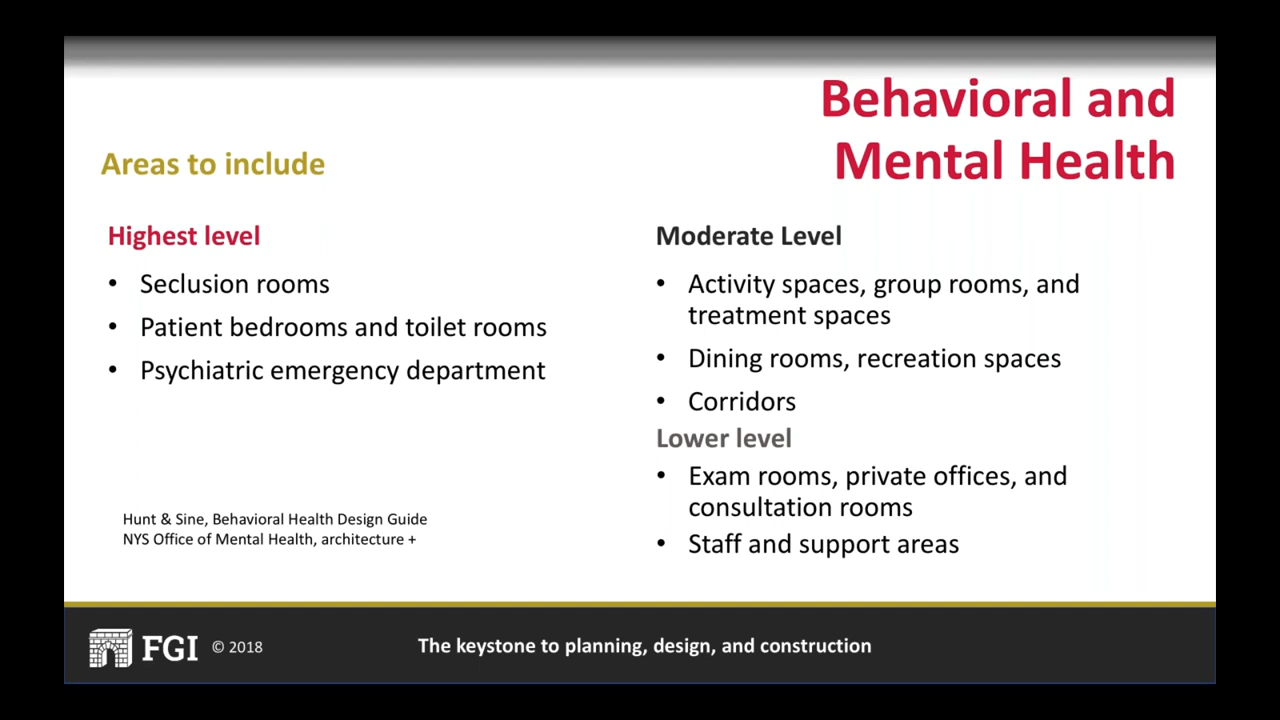 Behavioral and
Mental Health
Areas to include
Highest level
• Seclusion rooms
• Patient bedrooms and toilet rooms
• Psychiatric emergency department
Hunt & Sine, Behavioral Health Design Guide
NYS Office of Mental Health, architecture +
Moderate Level
• Activity spaces, group rooms, and
treatment spaces
• Dining rooms, recreation spaces
• Corridors
Lower level
• Exam rooms, private offices, and
consultation rooms
• Staff and support areas
FGI © 2018
The keystone to planning, design, and construction